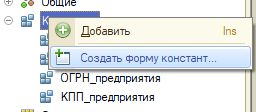 Общие
К
Добавить Ins
Создать форму констант...
ОГРН_предприятия
КПП_предприятия